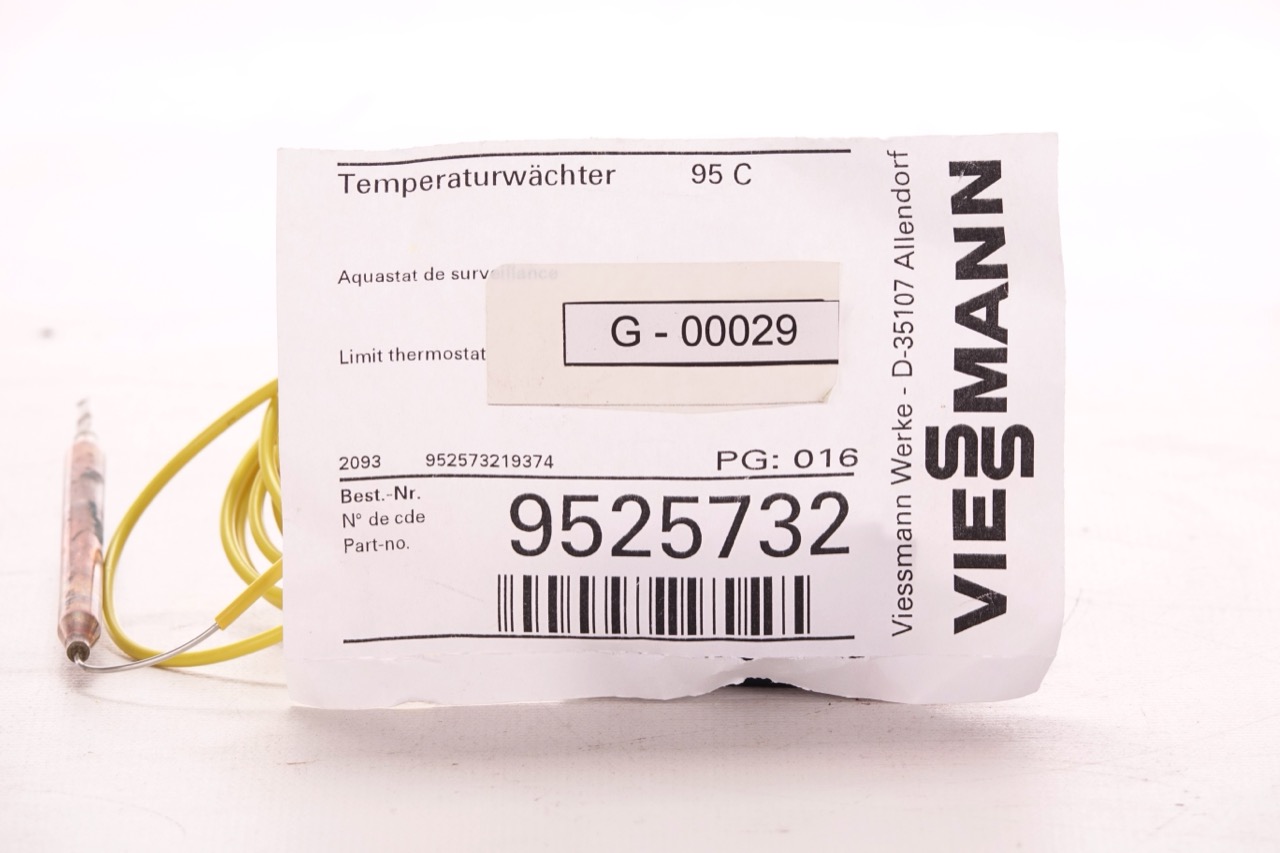 Temperaturwächter 95 C
Aquastat de surveillance
G - 00029
Limit thermostat
2093 952573219374 PG: 016
Best.-Nr.
N° de cde
Part-no.
9525732
Viessmann Werke - D-35107 Allendorf
VIESSMANN